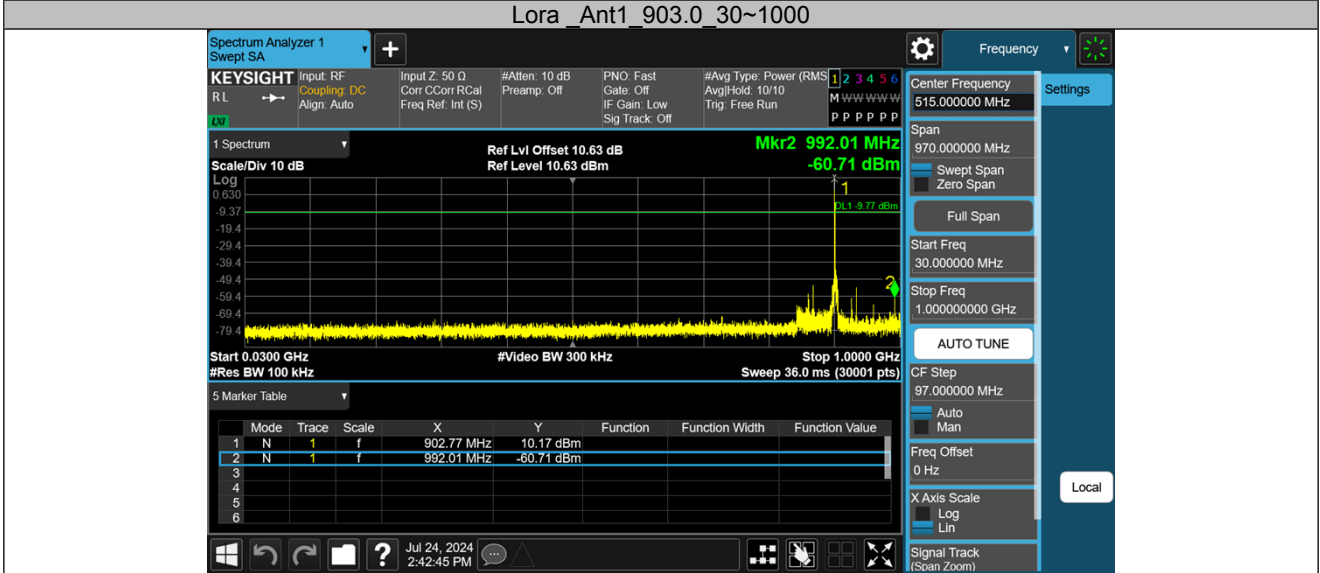 Lora _Ant1_903.0_30~1000
Spectrum Analyzer 1
Swept SA
Frequency
KEYSIGHT
RL
LXI
Input: RF
Coupling: DC
Align: Auto
Input Z: 50 Ω
Corr CCorr RCal
Freq Ref: Int (S)
#Atten: 10 dB
Preamp: Off
PNO: Fast
Gate: Off
IF Gain: Low
Sig Track: Off
#Avg Type: Power (RMS
Avg|Hold: 10/10
Trig: Free Run
1 2 3 4 5 6
M W W W W W
P P P P P P
Center Frequency
515.000000 MHz
Settings
1 Spectrum
Scale/Div 10 dB
Ref Lvl Offset 10.63 dB
Ref Level 10.63 dBm
Mkr2 992.01 MHz
-60.71 dBm
Log
0.630
-9.37
-19.4
-29.4
-39.4
-49.4
-59.4
-69.4
-79.4
1
DL1 -9.77 dBm
2
Start 0.0300 GHz
#Res BW 100 kHz
#Video BW 300 kHz
Stop 1.0000 GHz
Sweep 36.0 ms (30001 pts)
Span
970.000000 MHz
Swept Span
Zero Span
Full Span
Start Freq
30.000000 MHz
Stop Freq
1.000000000 GHz
AUTO TUNE
CF Step
97.000000 MHz
Auto
Man
Freq Offset
0 Hz
X Axis Scale
Log
Lin
Signal Track
(Span Zoom)
Local
5 Marker Table
Mode Trace Scale X Y Function Function Width Function Value
1 N 1 f 902.77 MHz 10.17 dBm
2 N 1 f 992.01 MHz -60.71 dBm
3
4
5
6
Jul 24, 2024
2:42:45 PM